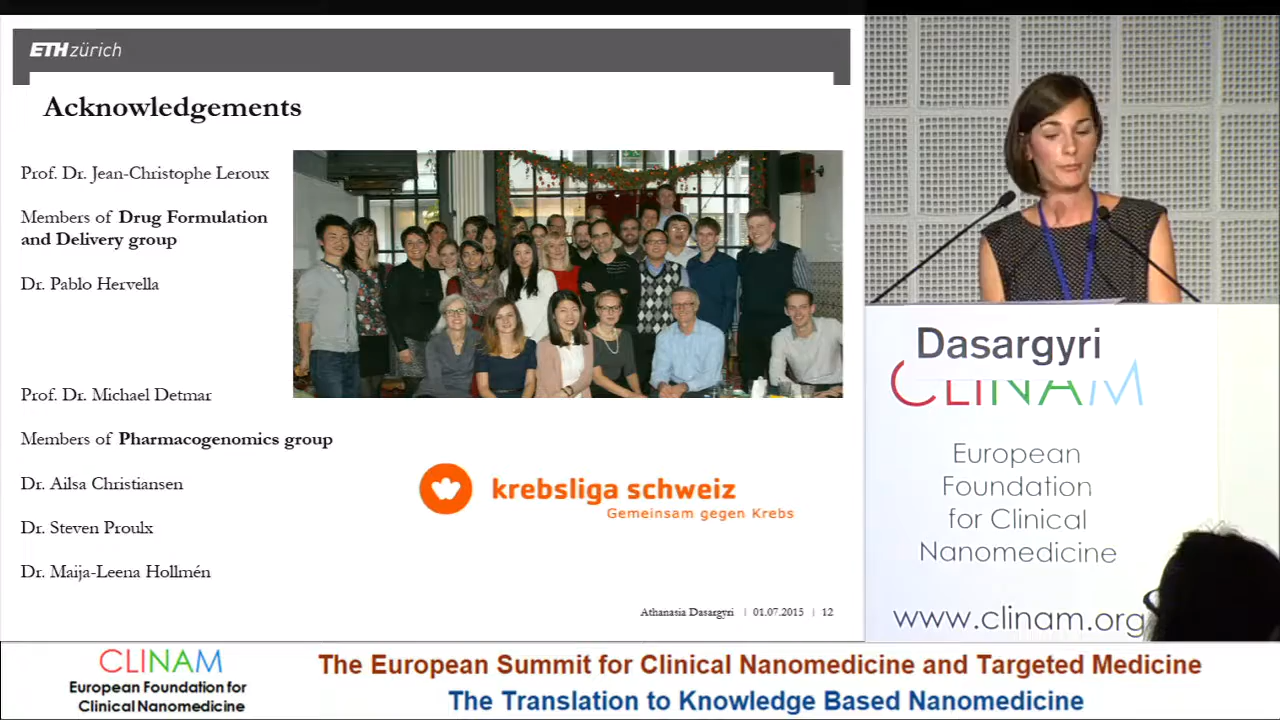 ETH zürich
Acknowledgements
Prof. Dr. Jean-Christophe Leroux
Members of Drug Formulation
and Delivery group
Dr. Pablo Hervella
Prof. Dr. Michael Detmar
Members of Pharmacogenomics group
Dr. Ailsa Christiansen
Dr. Steven Proulx
Dr. Maija-Leena Hollmén
krebsliga schweiz
Gemeinsam gegen Krebs
Athanasia Dasargyri | 01.07.2015 | 12
Dasargyri
CLINAM
European
Foundation
for Clinical
Nanomedicine
www.clinam.org
CLINAM
European Foundation for
Clinical Nanomedicine
The European Summit for Clinical Nanomedicine and Targeted Medicine
The Translation to Knowledge Based Nanomedicine